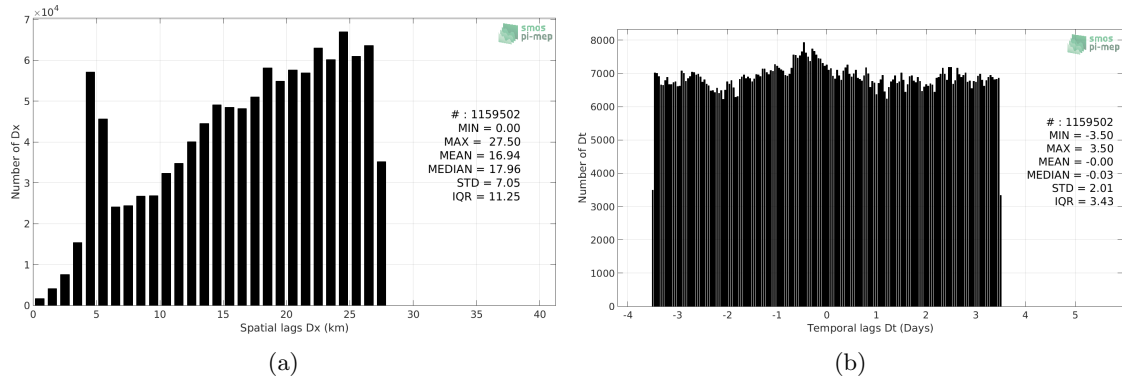 ×10⁴
7
6
5
4
3
2
1
0
Number of Dx
smos
pi-mep
# : 1159502
MIN = 0.00
MAX = 27.50
MEAN = 16.94
MEDIAN = 17.96
STD = 7.05
IQR = 11.25
0 5 10 15 20 25 30 35 40
Spatial lags Dx (km)
(a)
8000
7000
6000
5000
4000
3000
2000
1000
0
Number of Dt
smos
pi-mep
# : 1159502
MIN = -3.50
MAX = 3.50
MEAN = -0.00
MEDIAN = -0.03
STD = 2.01
IQR = 3.43
-4 -3 -2 -1 0 1 2 3 4 5
Temporal lags Dt (Days)
(b)